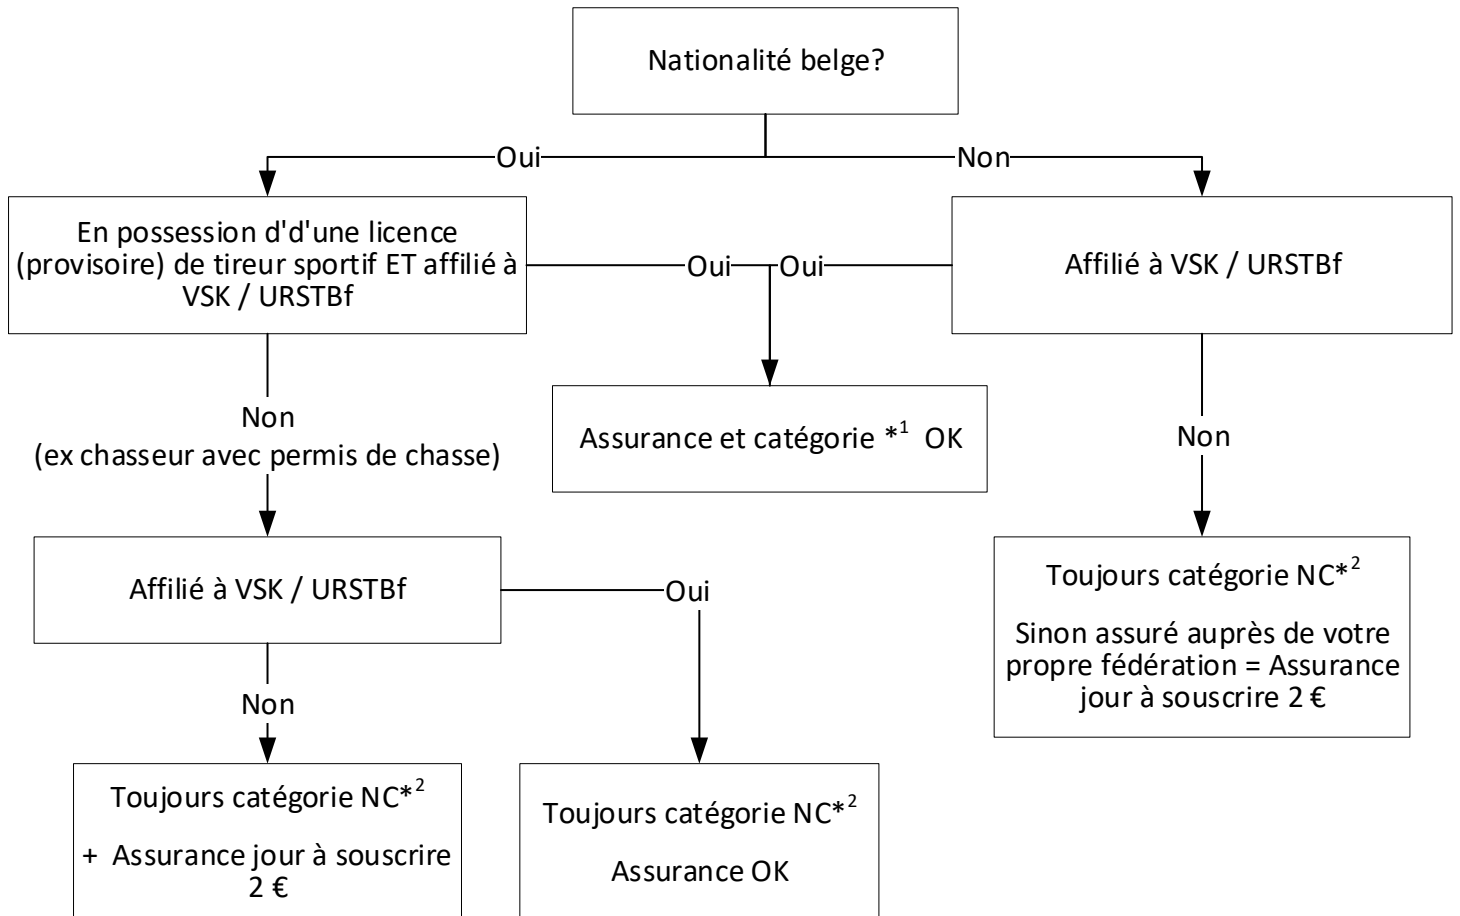 Nationalité belge?
Oui
Non
En possession d'd'une licence
(provisoire) de tireur sportif ET affilié à
VSK / URSTBf
Oui
Oui
Affilié à VSK / URSTBf
Non
(ex chasseur avec permis de chasse)
Assurance et catégorie *¹ OK
Non
Affilié à VSK / URSTBf
Oui
Toujours catégorie NC*²
Sinon assuré auprès de votre
propre fédération = Assurance
jour à souscrire 2 €
Non
Toujours catégorie NC*²
+ Assurance jour à souscrire
2 €
Toujours catégorie NC*²
Assurance OK